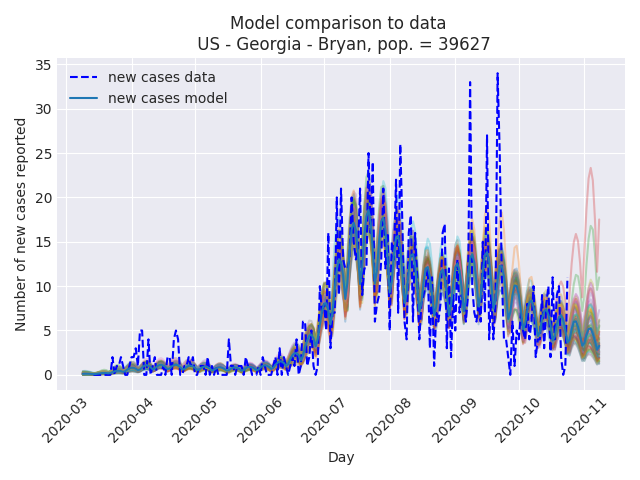 Model comparison to data
US - Georgia - Bryan, pop. = 39627
new cases data
new cases model
Number of new cases reported
35
30
25
20
15
10
5
0
2020-03
2020-04
2020-05
2020-06
2020-07
2020-08
2020-09
2020-10
2020-11
Day